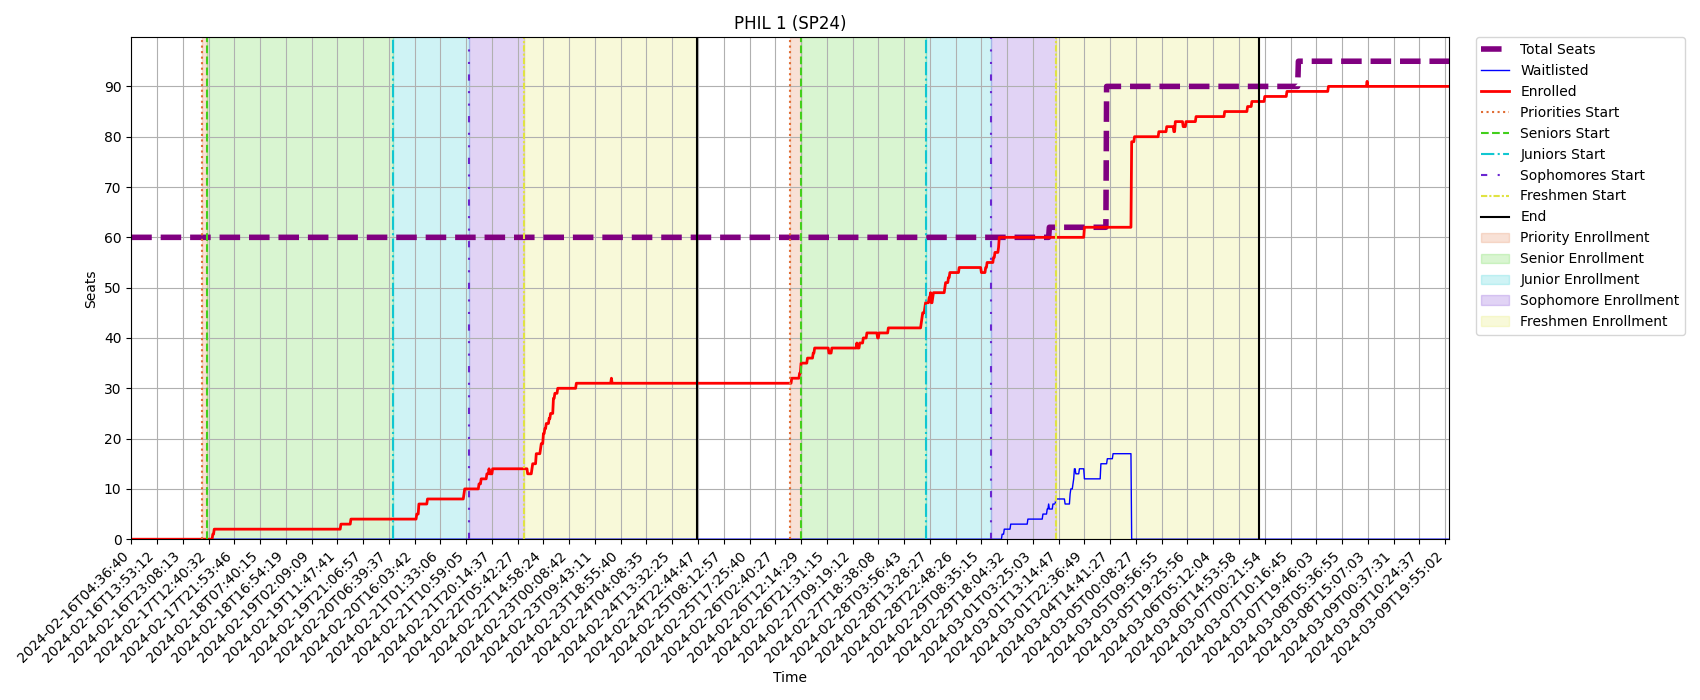 PHIL 1 (SP24)
Seats
90
80
70
60
50
40
30
20
10
0
2024-02-16T04:36:40
2024-02-16T13:53:12
2024-02-16T23:08:13
2024-02-17T12:40:32
2024-02-17T21:53:46
2024-02-18T07:40:15
2024-02-18T16:54:19
2024-02-19T02:09:09
2024-02-19T11:47:41
2024-02-19T21:06:57
2024-02-20T06:39:37
2024-02-20T16:03:42
2024-02-21T01:33:06
2024-02-21T10:59:05
2024-02-21T20:14:37
2024-02-22T05:42:27
2024-02-22T14:58:24
2024-02-23T00:08:42
2024-02-23T09:43:11
2024-02-23T18:55:40
2024-02-24T04:08:35
2024-02-24T13:32:25
2024-02-24T22:44:47
2024-02-25T08:12:57
2024-02-25T17:25:40
2024-02-26T02:40:27
2024-02-26T12:14:29
2024-02-26T21:31:15
2024-02-27T09:19:12
2024-02-27T18:38:08
2024-02-28T03:56:43
2024-02-28T13:28:27
2024-02-28T22:48:26
2024-02-29T08:35:15
2024-02-29T18:04:32
2024-03-01T03:25:03
2024-03-01T13:14:47
2024-03-01T22:36:49
2024-03-04T14:41:27
2024-03-05T00:08:27
2024-03-05T09:56:55
2024-03-05T19:25:56
2024-03-06T05:12:04
2024-03-06T14:53:58
2024-03-07T00:21:54
2024-03-07T10:16:45
2024-03-07T19:46:03
2024-03-08T05:36:55
2024-03-08T15:07:03
2024-03-09T00:37:31
2024-03-09T10:24:37
2024-03-09T19:55:02
Time
Total Seats
Waitlisted
Enrolled
Priorities Start
Seniors Start
Juniors Start
Sophomores Start
Freshmen Start
End
Priority Enrollment
Senior Enrollment
Junior Enrollment
Sophomore Enrollment
Freshmen Enrollment